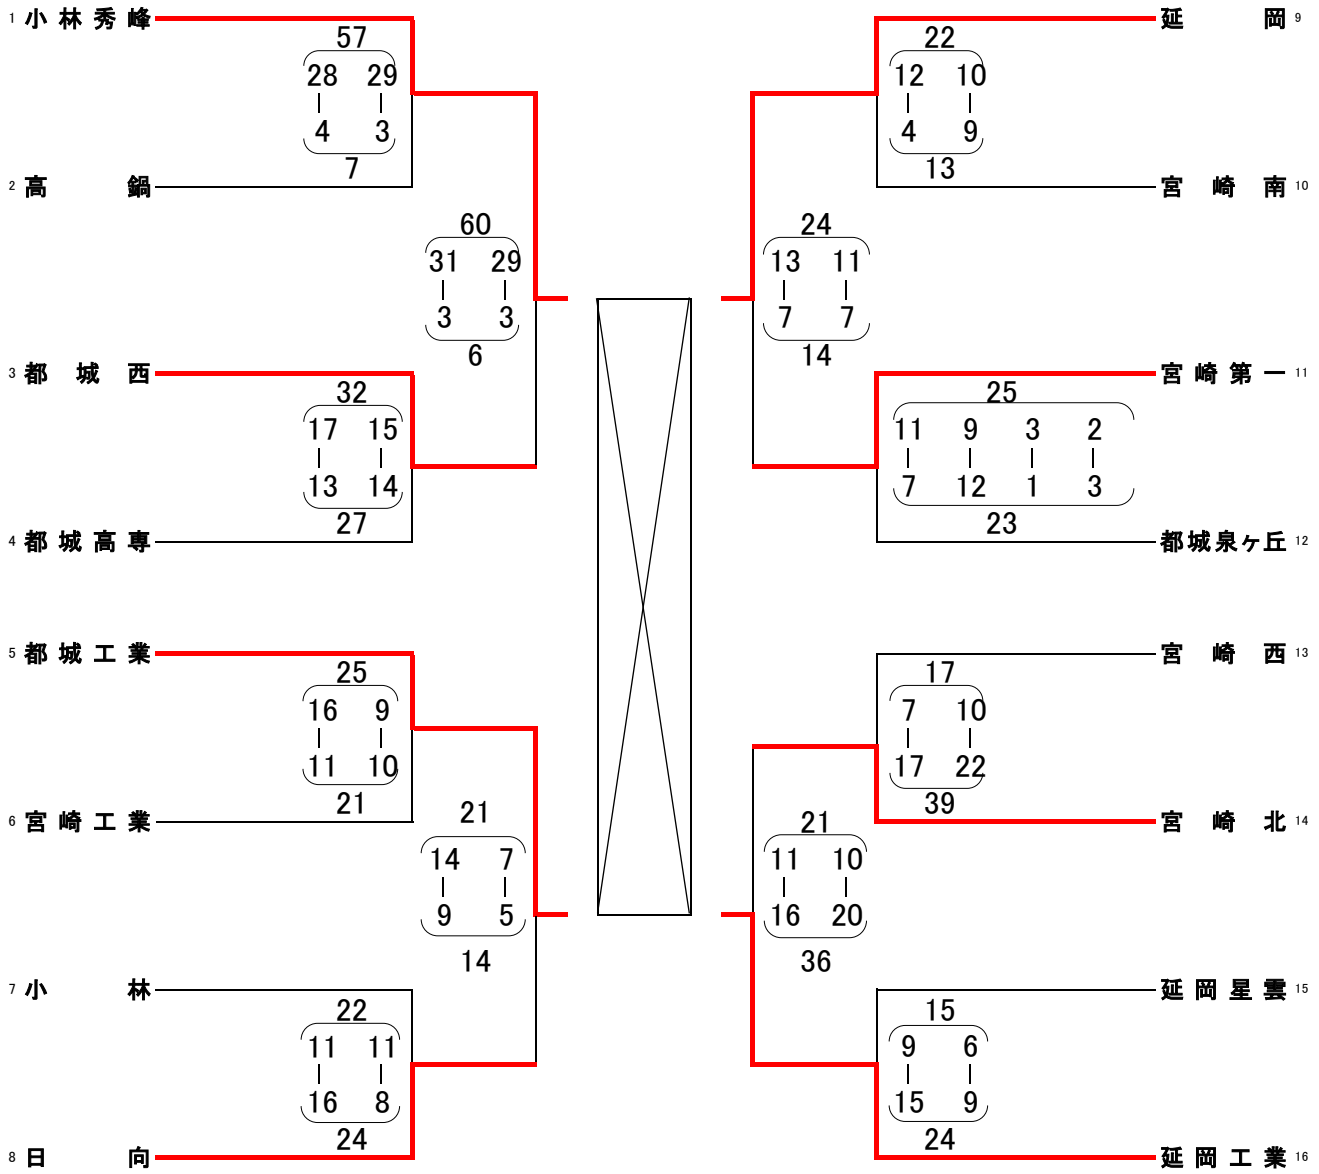 1 小林秀峰
57
28 29
4 3
7
2 高鍋
60
31 29
3 3
6
3 都城西
32
17 15
13 14
27
4 都城高専
5 都城工業
25
16 9
11 10
21
6 宮崎工業
21
14 7
9 5
14
7 小林
22
11 11
16 8
24
8 日向
延岡 9
22
12 10
4 9
13
宮崎南 10
24
13 11
7 7
14
宮崎第一 11
25
11 9 3 2
7 12 1 3
23
都城泉ヶ丘 12
宮崎西 13
17
7 10
17 22
39
宮崎北 14
21
11 10
16 20
36
延岡星雲 15
15
9 6
15 9
24
延岡工業 16